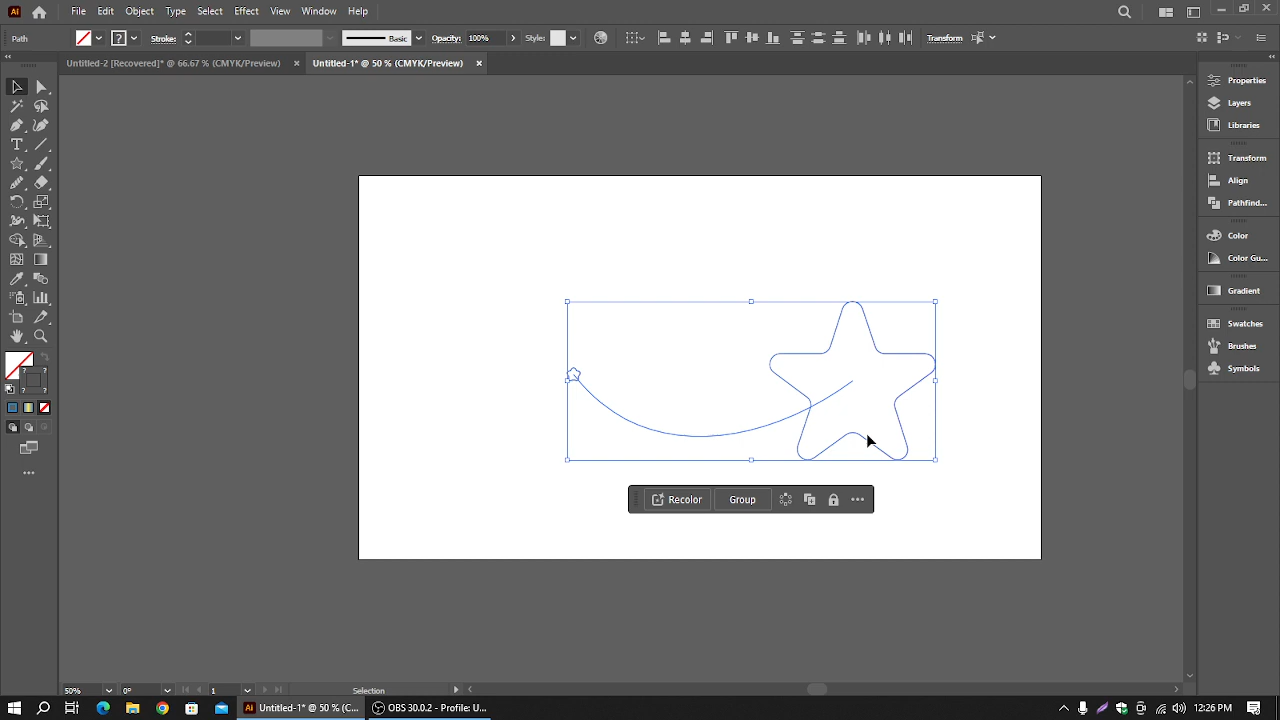 Ai
File Edit Object Type Select Effect View Window Help
Path
?
Stroke:
Basic
Opacity: 100%
Style:
Transform
Untitled-2 [Recovered]* @ 66.67 % (CMYK/Preview)
Untitled-1* @ 50 % (CMYK/Preview)
Properties
Layers
Libraries
Transform
Align
Pathfind...
Color
Color Gu...
Gradient
Swatches
Brushes
Symbols
T
? ?
? ?
Recolor
Group
50%
0°
1
Selection
Ai Untitled-1* @ 50 % (C...
OBS 30.0.2 - Profile: U...
12:26 PM